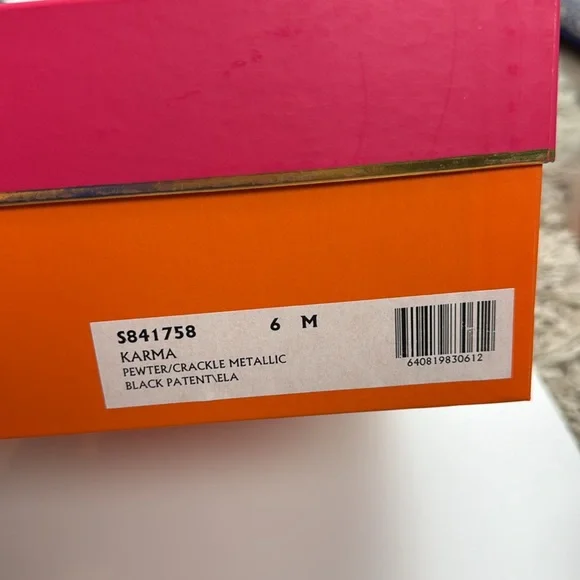 S841758 6 M
KARMA
PEWTER/CRACKLE METALLIC
BLACK PATENT\ELA
640819830612